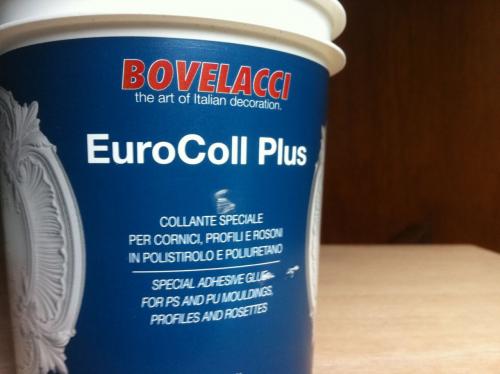 BOVELACCI
the art of Italian decoration.
EuroColl Plus
COLLANTE SPECIALE
PER CORNICI, PROFILI E ROSONI
IN POLISTIROLO E POLIURETANO
SPECIAL ADHESIVE GLUE
FOR PS AND PU MOULDINGS,
PROFILES AND ROSETTES